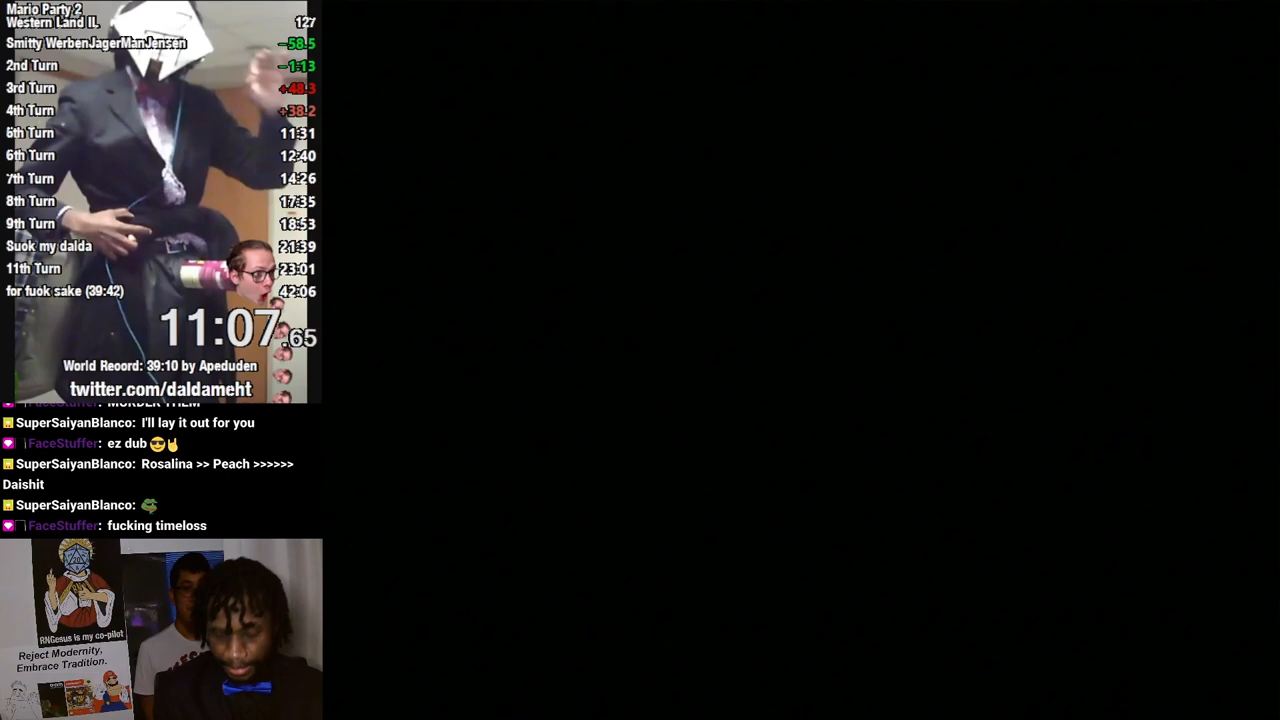 Mario Party 2
Western Land IL 127
Smitty WerbenJagerManJensen -58.5
2nd Turn -1:13
3rd Turn +48.3
4th Turn +38.2
5th Turn 11:31
6th Turn 12:40
7th Turn 14:26
8th Turn 17:35
9th Turn 18:53
Suck my dalda 21:39
11th Turn 23:01
for fuck sake (39:42) 42:06
11:07.65
World Record: 39:10 by Apeduden
twitter.com/daldameht
FaceStuffer: MURDER THEM
SuperSaiyanBlanco: I'll lay it out for you
FaceStuffer: ez dub 😎🤘
SuperSaiyanBlanco: Rosalina >> Peach >>>>>>
Daishit
SuperSaiyanBlanco:
FaceStuffer: fucking timeloss
RNGesus is my co-pilot
Reject Modernity,
Embrace Tradition.